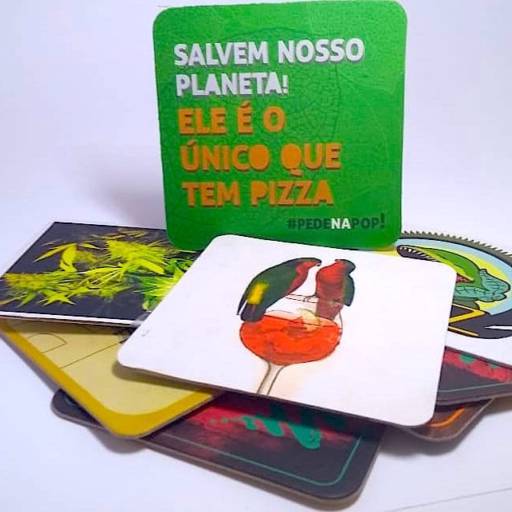 SALVEM NOSSO
PLANETA!
ELE É O
ÚNICO QUE
TEM PIZZA
#PEDENAPOP!